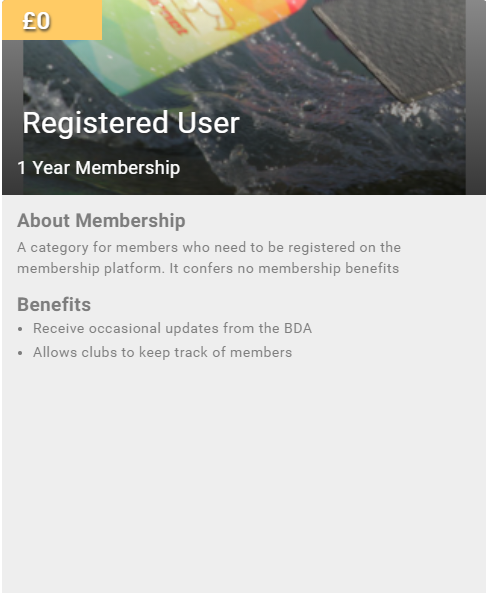 £0
Registered User
1 Year Membership
About Membership
A category for members who need to be registered on the
membership platform. It confers no membership benefits
Benefits
• Receive occasional updates from the BDA
• Allows clubs to keep track of members